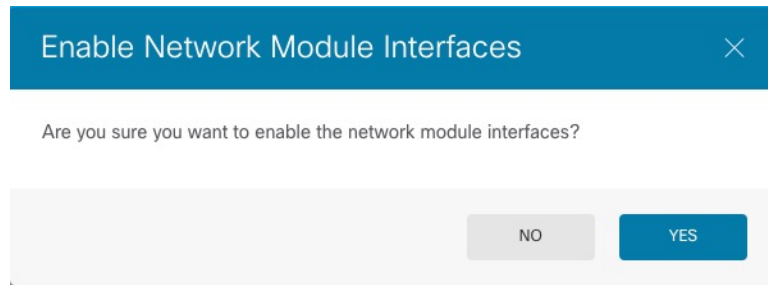 Enable Network Module Interfaces
Are you sure you want to enable the network module interfaces?
NO
YES